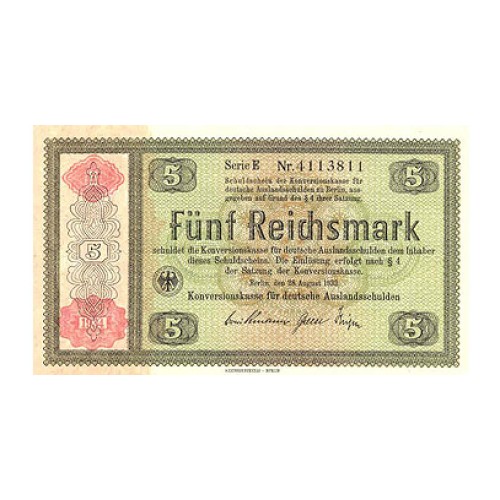 Serie E Nr. 4113811
Schuldschein der Konversionskasse für
deutsche Auslandsschulden zu Berlin, aus-
gegeben auf Grund des § 4 ihrer Satzung.
5
5
Fünf Reichsmark
schuldet die Konversionskasse für deutsche Auslandsschulden dem Inhaber
dieses Schuldscheins. Die Einlösung erfolgt nach § 4
der Satzung der Konversionskasse.
Berlin, den 28. August 1933
Konversionskasse für deutsche Auslandsschulden
5
1934
5
5